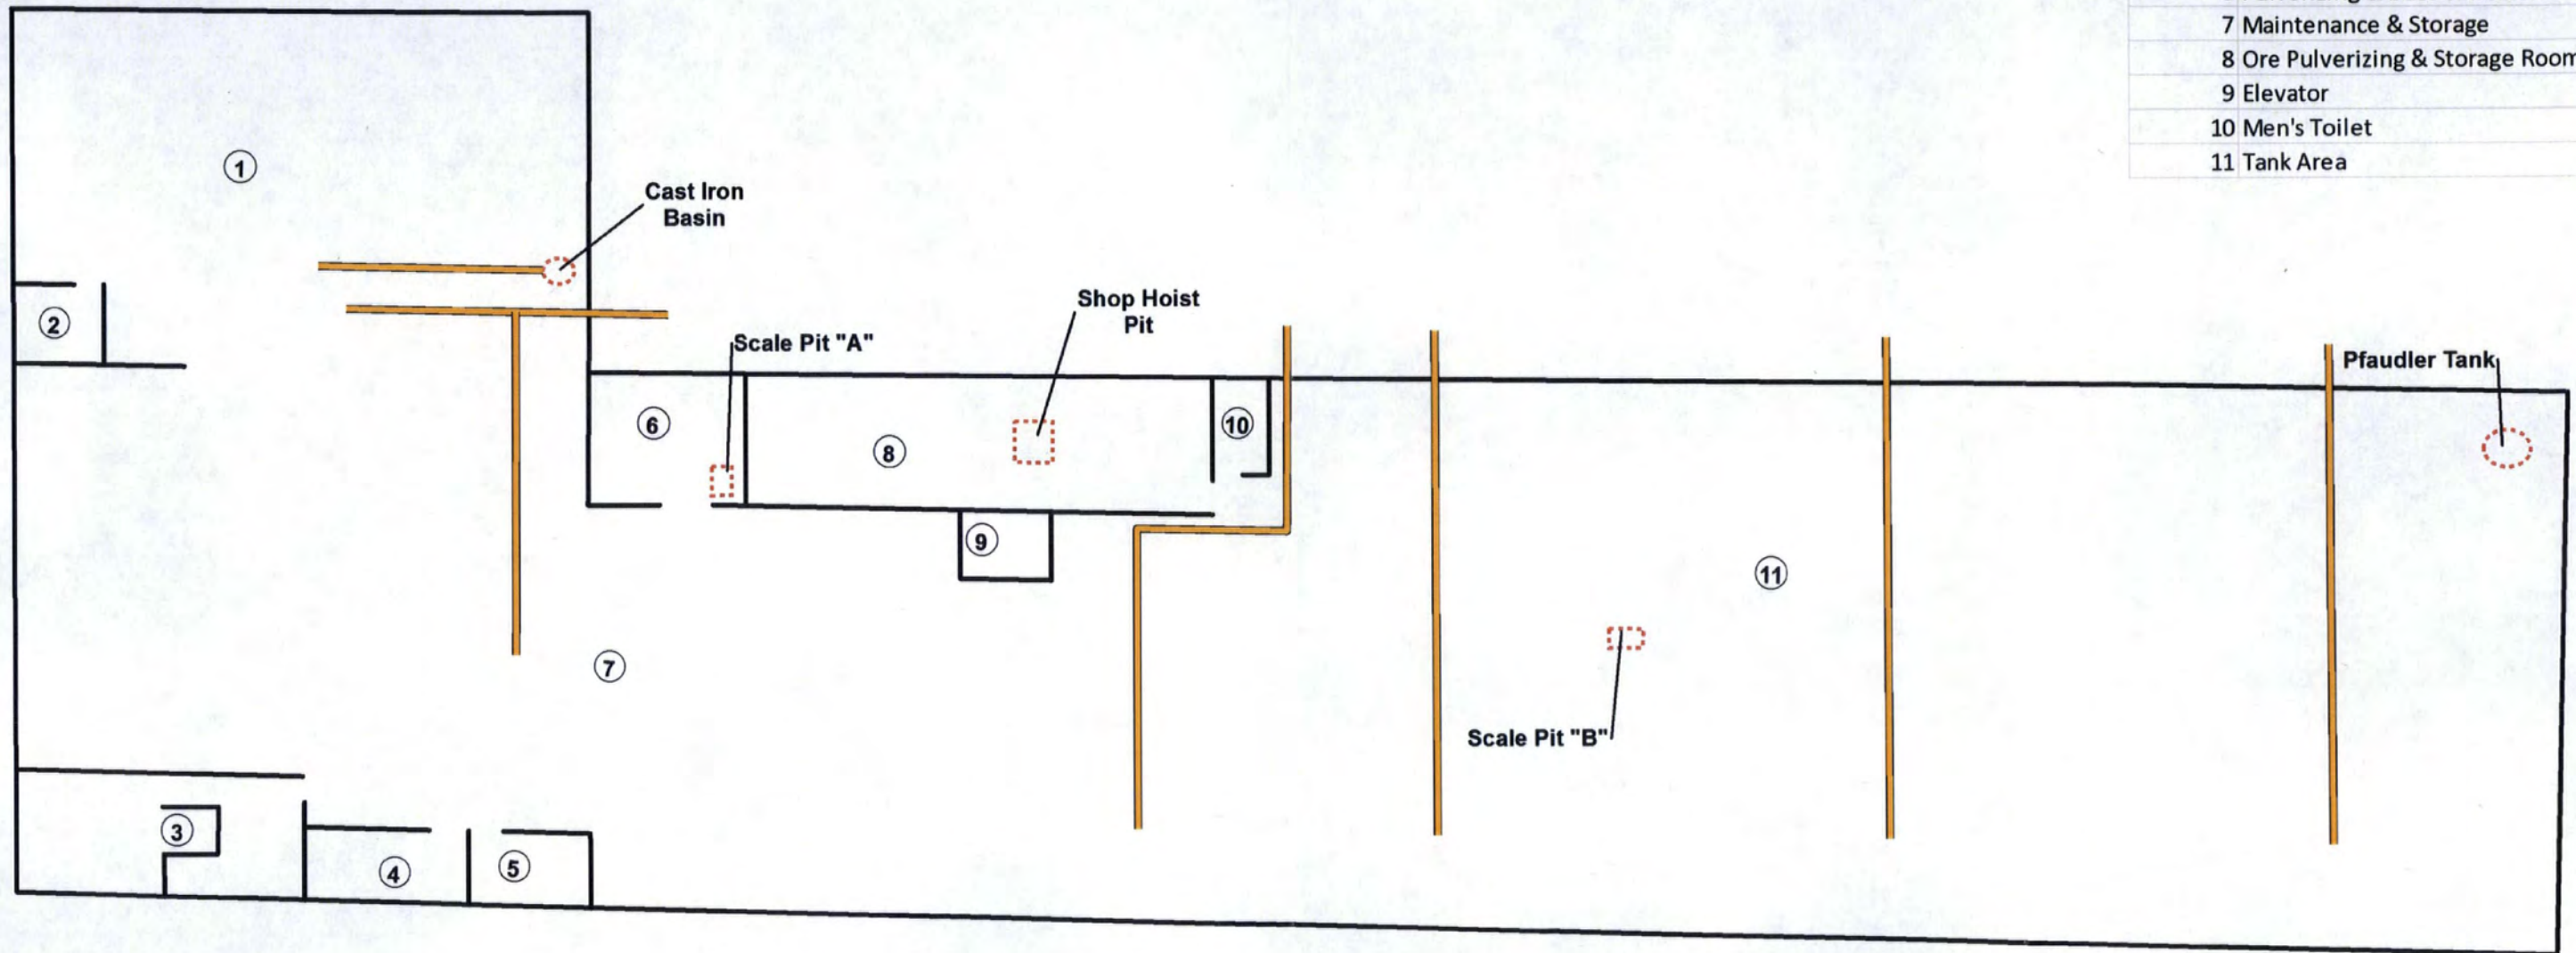 7 Maintenance & Storage
8 Ore Pulverizing & Storage Room
9 Elevator
10 Men's Toilet
11 Tank Area
1
Cast Iron
Basin
2
Shop Hoist
Pit
Scale Pit "A"
Pfaudler Tank
6
8
10
9
11
7
Scale Pit "B"
3
4
5